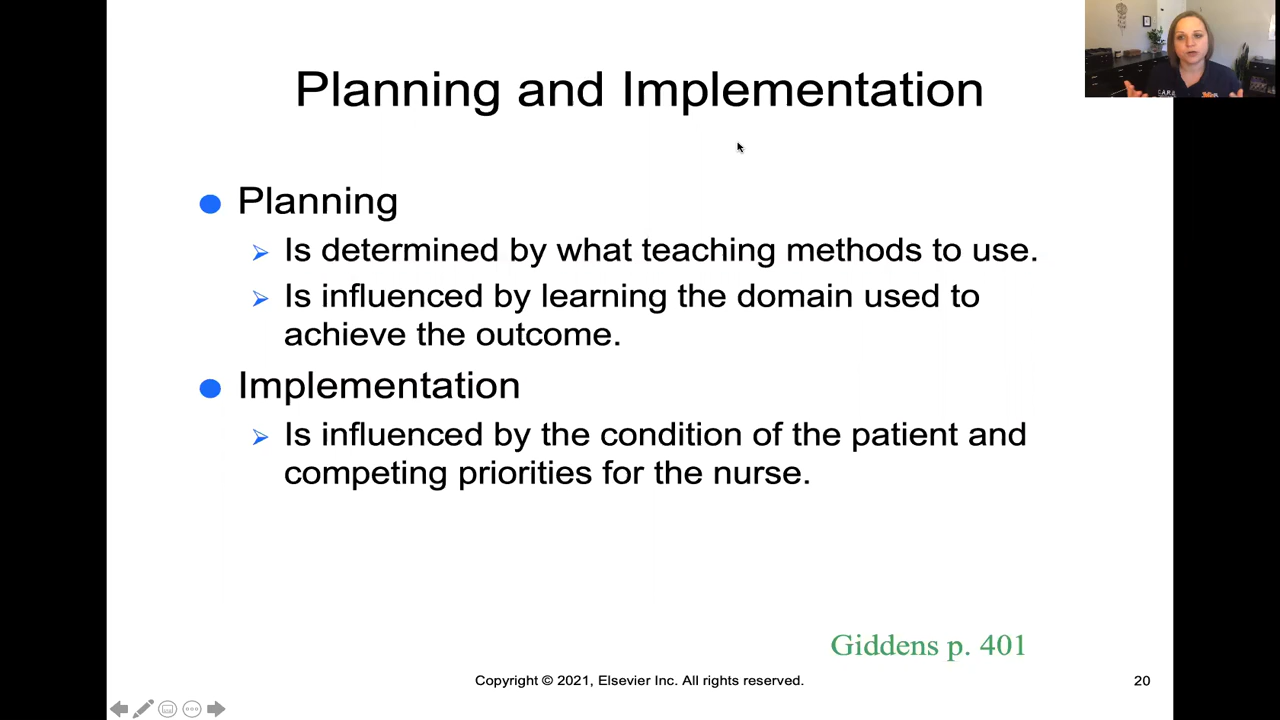 Planning and Implementation
Planning
Is determined by what teaching methods to use.
Is influenced by learning the domain used to
achieve the outcome.
Implementation
Is influenced by the condition of the patient and
competing priorities for the nurse.
Giddens p. 401
Copyright © 2021, Elsevier Inc. All rights reserved.
20